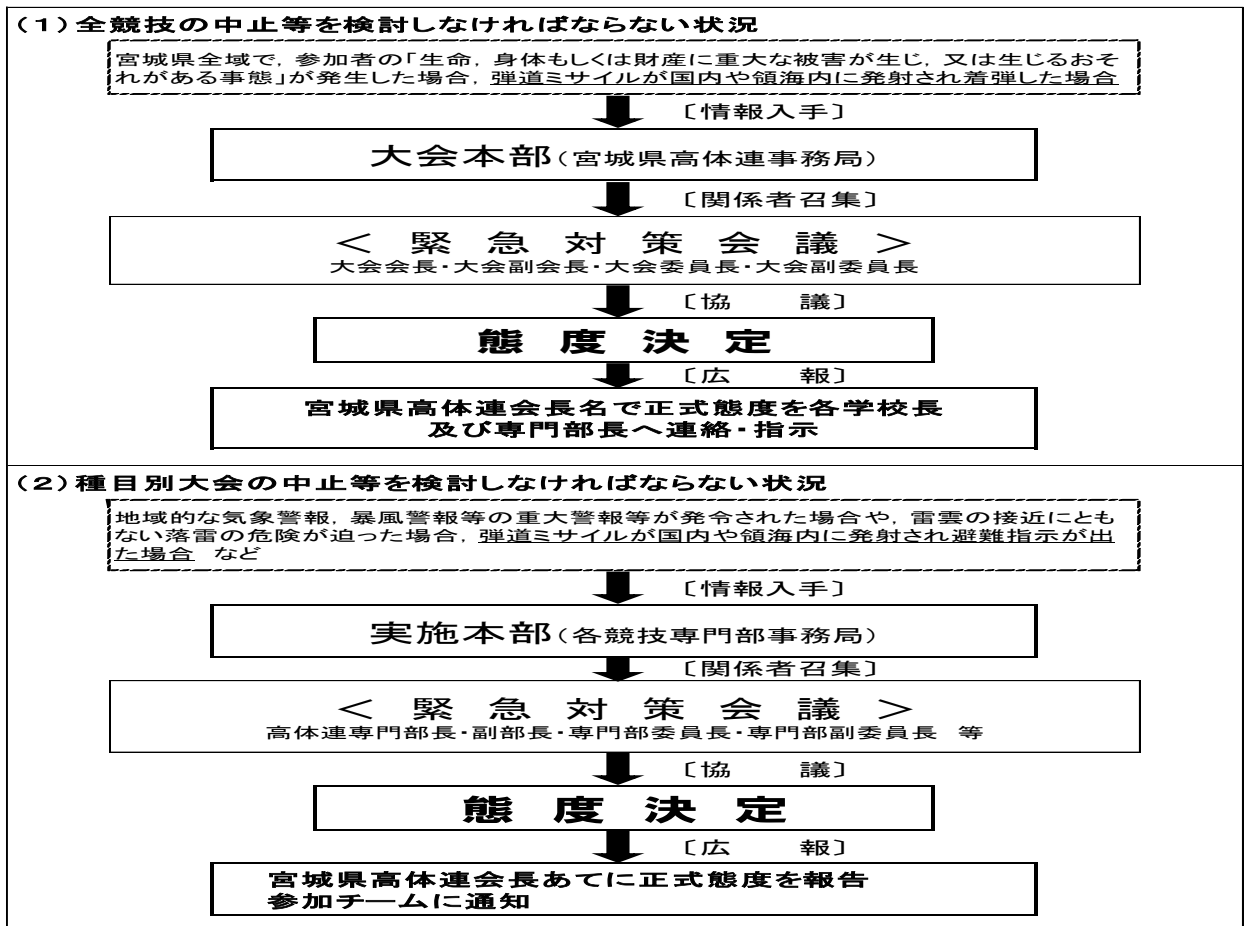 (1)全競技の中止等を検討しなければならない状況
宮城県全域で，参加者の「生命，身体もしくは財産に重大な被害が生じ，又は生じるおそ
れがある事態」が発生した場合，弾道ミサイルが国内や領海内に発射され着弾した場合
〔情報入手〕
大会本部(宮城県高体連事務局)
〔関係者召集〕
＜ 緊 急 対 策 会 議 ＞
大会会長・大会副会長・大会委員長・大会副委員長
〔協　　議〕
態 度 決 定
〔広　　報〕
宮城県高体連会長名で正式態度を各学校長
及び専門部長へ連絡・指示
(2)種目別大会の中止等を検討しなければならない状況
地域的な気象警報，暴風警報等の重大警報等が発令された場合や，雷雲の接近にとも
ない落雷の危険が迫った場合，弾道ミサイルが国内や領海内に発射され避難指示が出
た場合　など
〔情報入手〕
実施本部(各競技専門部事務局)
〔関係者召集〕
＜ 緊 急 対 策 会 議 ＞
高体連専門部長・副部長・専門部委員長・専門部副委員長　等
〔協　　議〕
態 度 決 定
〔広　　報〕
宮城県高体連会長あてに正式態度を報告
参加チームに通知